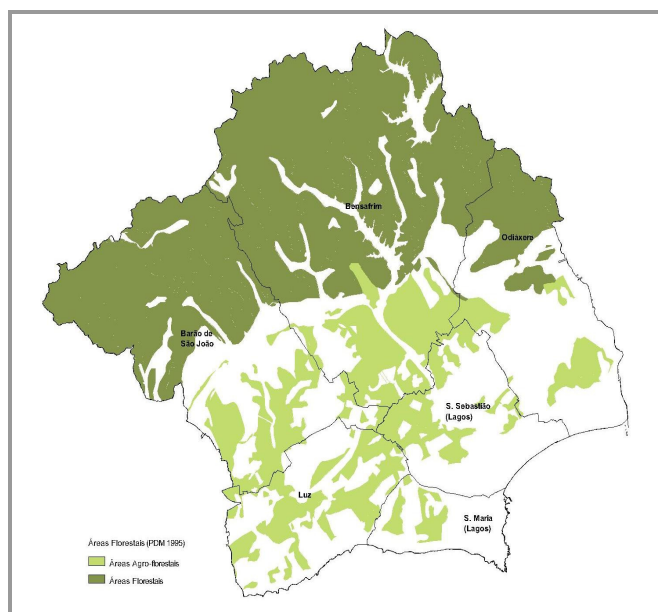 Bensafrim
Odiáxere
Barão de
São João
S. Sebastião
(Lagos)
Luz
S. Maria
(Lagos)
Áreas Florestais (PDM 1995)
Áreas Agro-florestais
Áreas Florestais